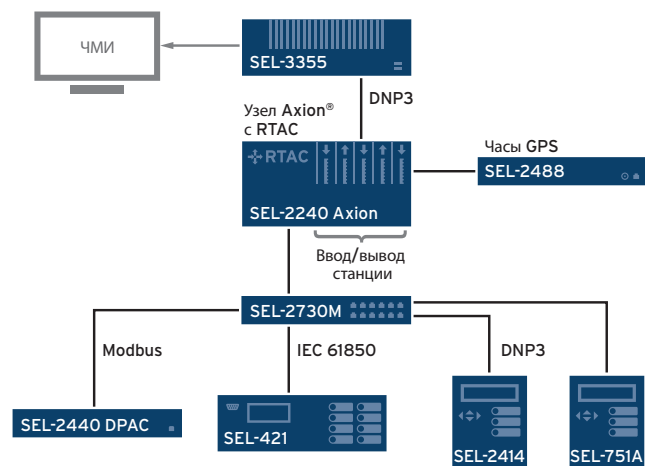 ЧМИ
SEL-3355
DNP3
Узел Axion®
с RTAC
RTAC
Часы GPS
SEL-2488
SEL-2240 Axion
Ввод/вывод
станции
SEL-2730M
Modbus
IEC 61850
DNP3
SEL-2440 DPAC
SEL-421
SEL-2414
SEL-751A